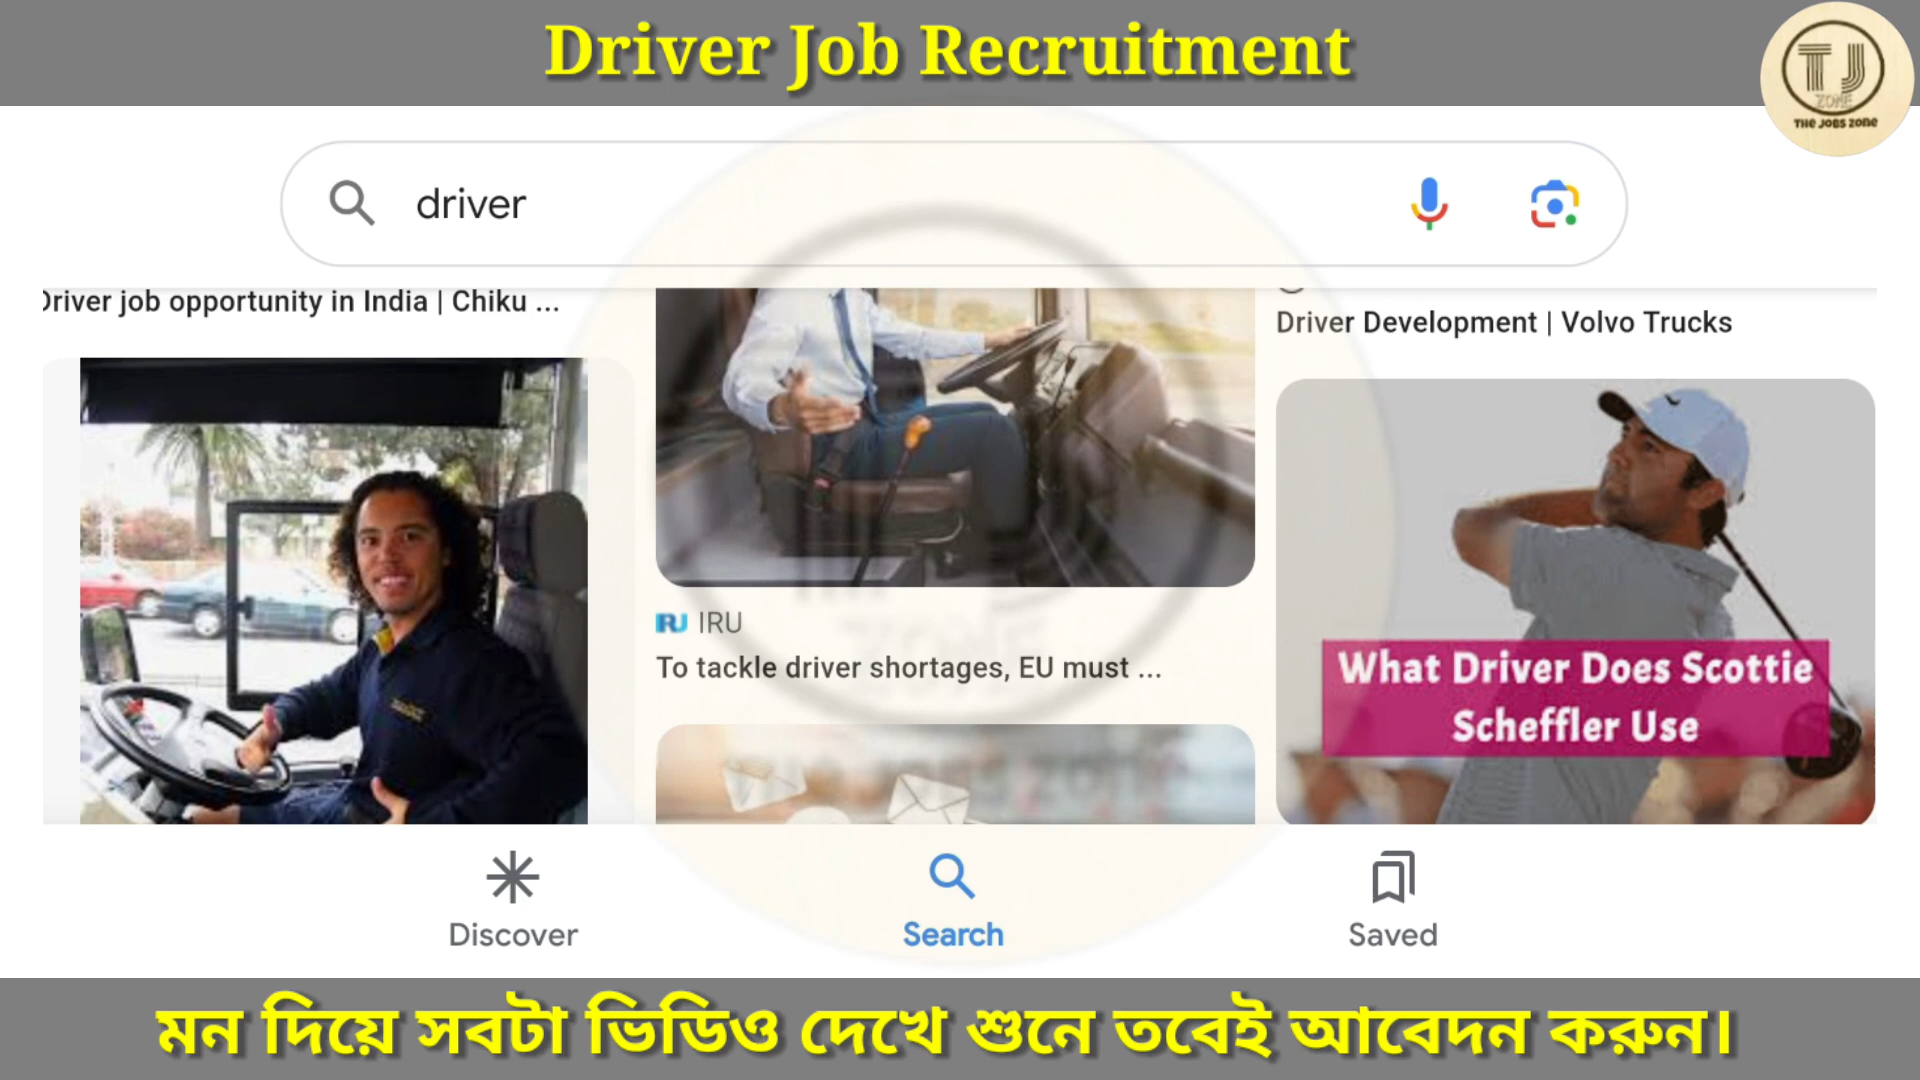 Driver Job Recruitment
TJ
ZONE
THE JOBS ZONE
driver
Driver job opportunity in India | Chiku ...
Driver Development | Volvo Trucks
What Driver Does Scottie
Scheffler Use
IRU
To tackle driver shortages, EU must ...
Discover
Search
Saved
মন দিয়ে সবটা ভিডিও দেখে শুনে তবেই আবেদন করুন।